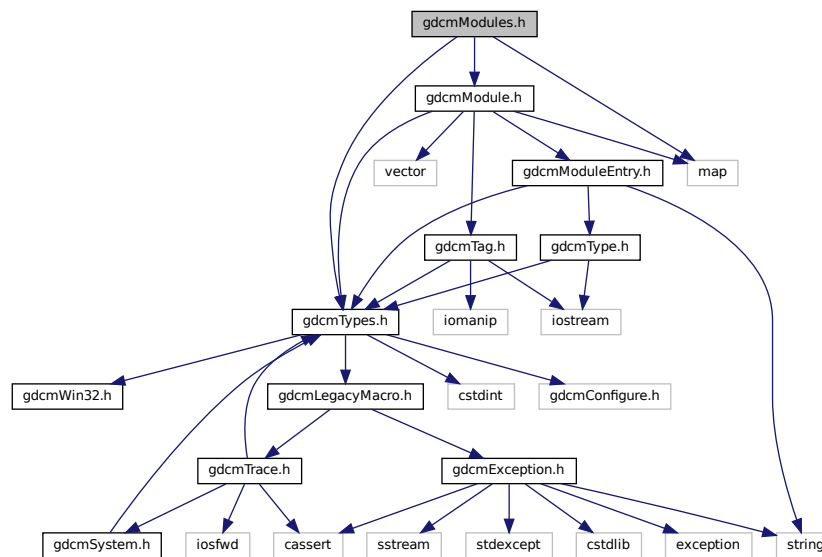 gdcmModules.h
gdcmModule.h
vector
gdcmModuleEntry.h
map
gdcmTag.h
gdcmType.h
gdcmTypes.h
iomanip
iostream
gdcmWin32.h
gdcmLegacyMacro.h
cstdint
gdcmConfigure.h
gdcmTrace.h
gdcmException.h
gdcmSystem.h
iosfwd
cassert
sstream
stdexcept
cstdlib
exception
string